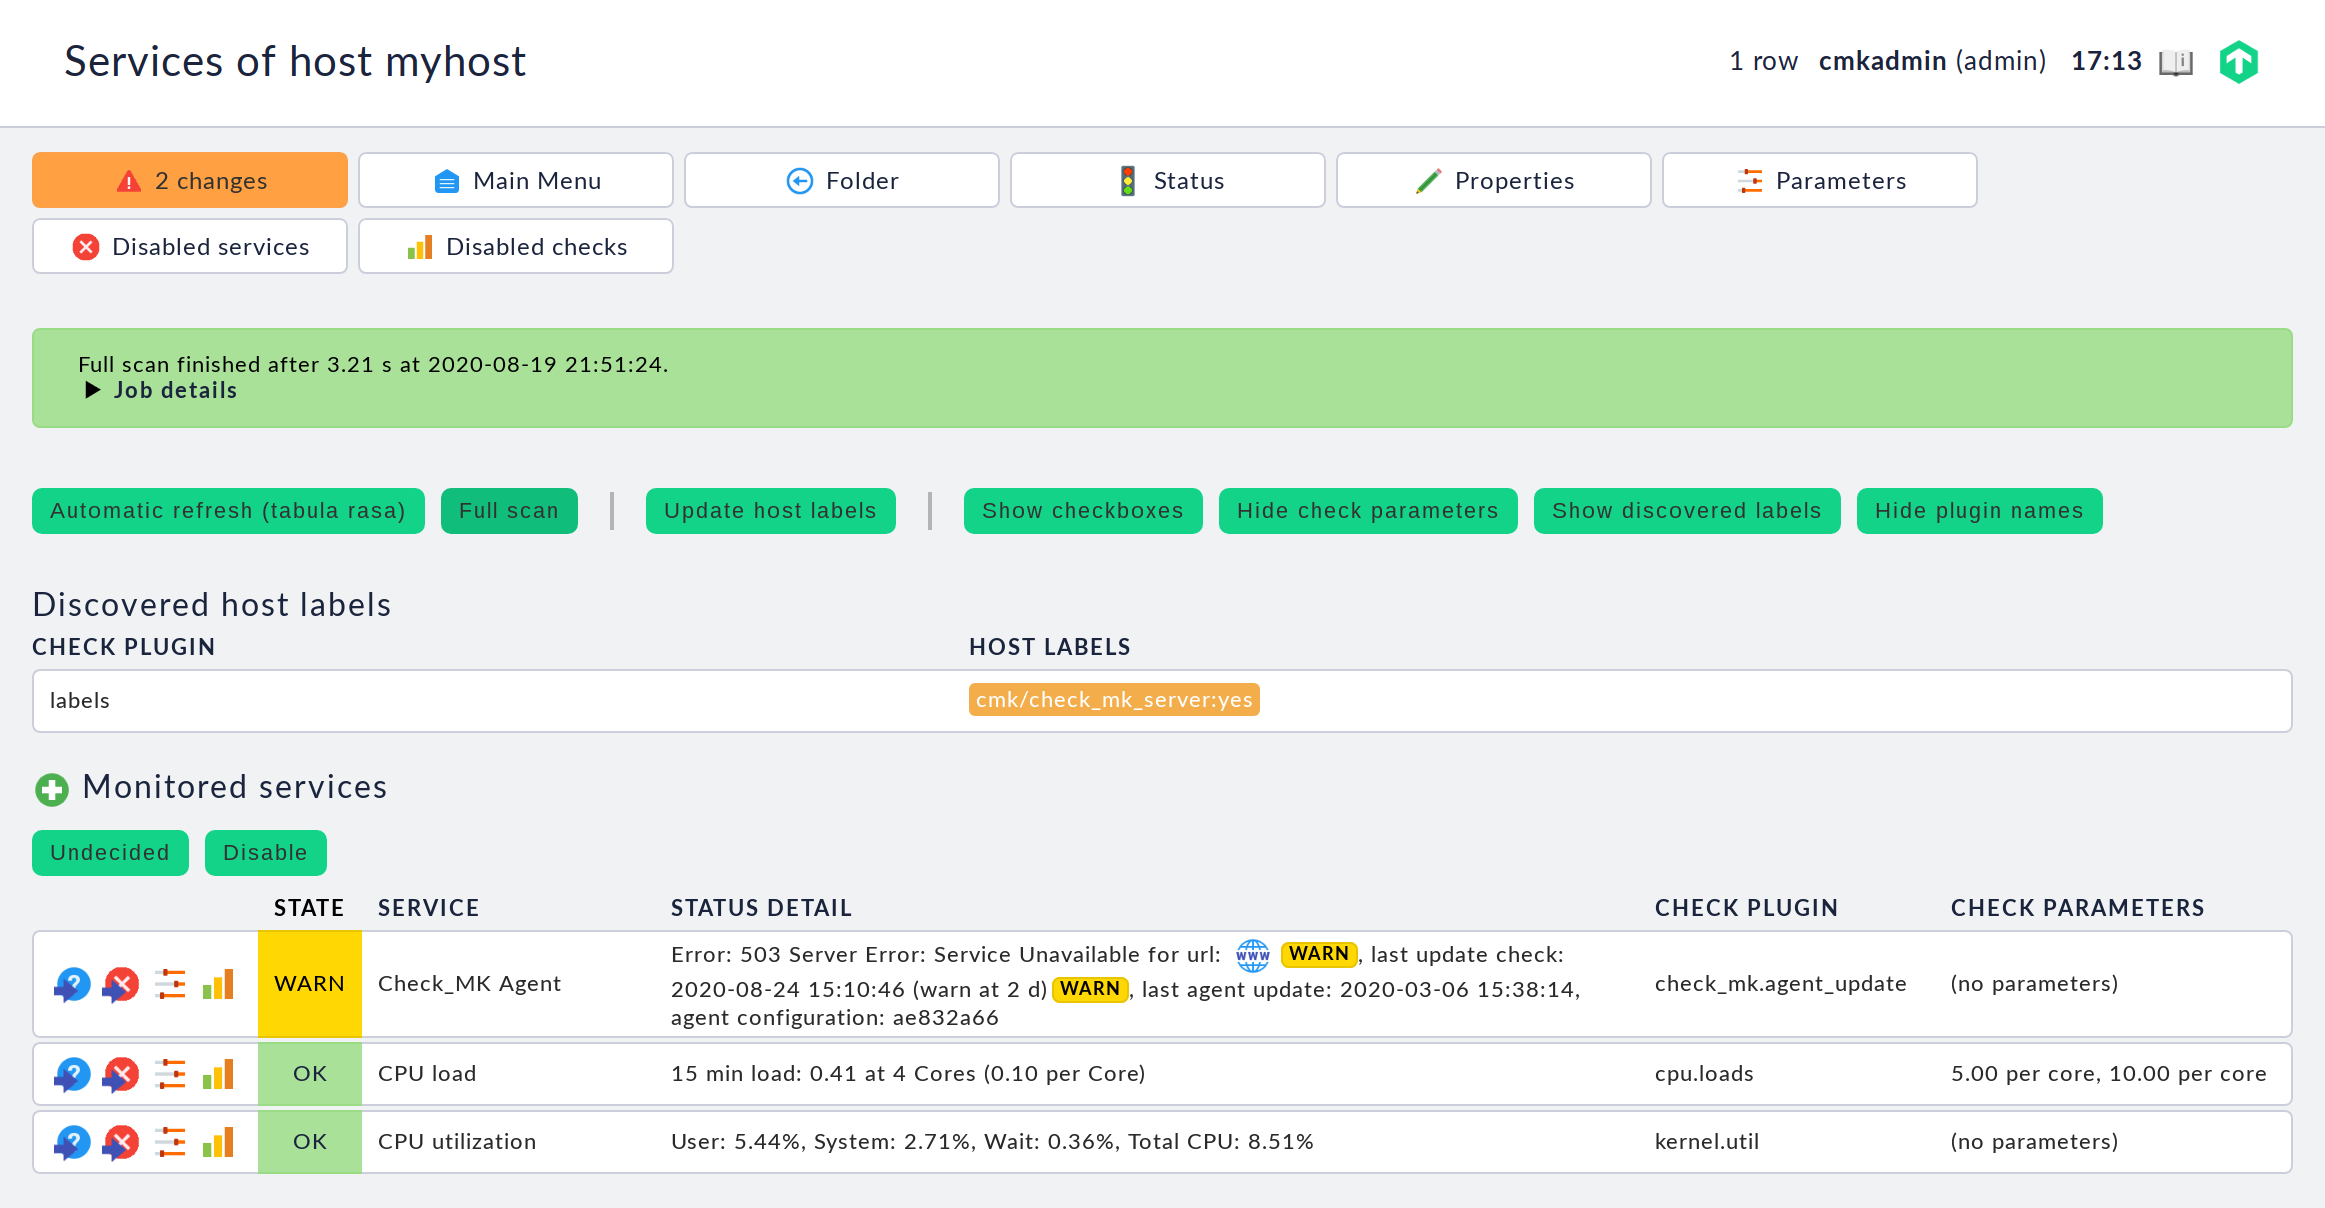 Services of host myhost
1 row cmkadmin (admin) 17:13
2 changes
Main Menu
Folder
Status
Properties
Parameters
Disabled services
Disabled checks
Full scan finished after 3.21 s at 2020-08-19 21:51:24.
Job details
Automatic refresh (tabula rasa)
Full scan
Update host labels
Show checkboxes
Hide check parameters
Show discovered labels
Hide plugin names
Discovered host labels
CHECK PLUGIN HOST LABELS
labels cmk/check_mk_server:yes
Monitored services
Undecided
Disable
STATE SERVICE STATUS DETAIL CHECK PLUGIN CHECK PARAMETERS
WARN
Check_MK Agent
Error: 503 Server Error: Service Unavailable for url: www WARN, last update check:
2020-08-24 15:10:46 (warn at 2 d) WARN, last agent update: 2020-03-06 15:38:14,
agent configuration: ae832a66
check_mk.agent_update
(no parameters)
OK CPU load 15 min load: 0.41 at 4 Cores (0.10 per Core) cpu.loads 5.00 per core, 10.00 per core
OK CPU utilization User: 5.44%, System: 2.71%, Wait: 0.36%, Total CPU: 8.51% kernel.util (no parameters)